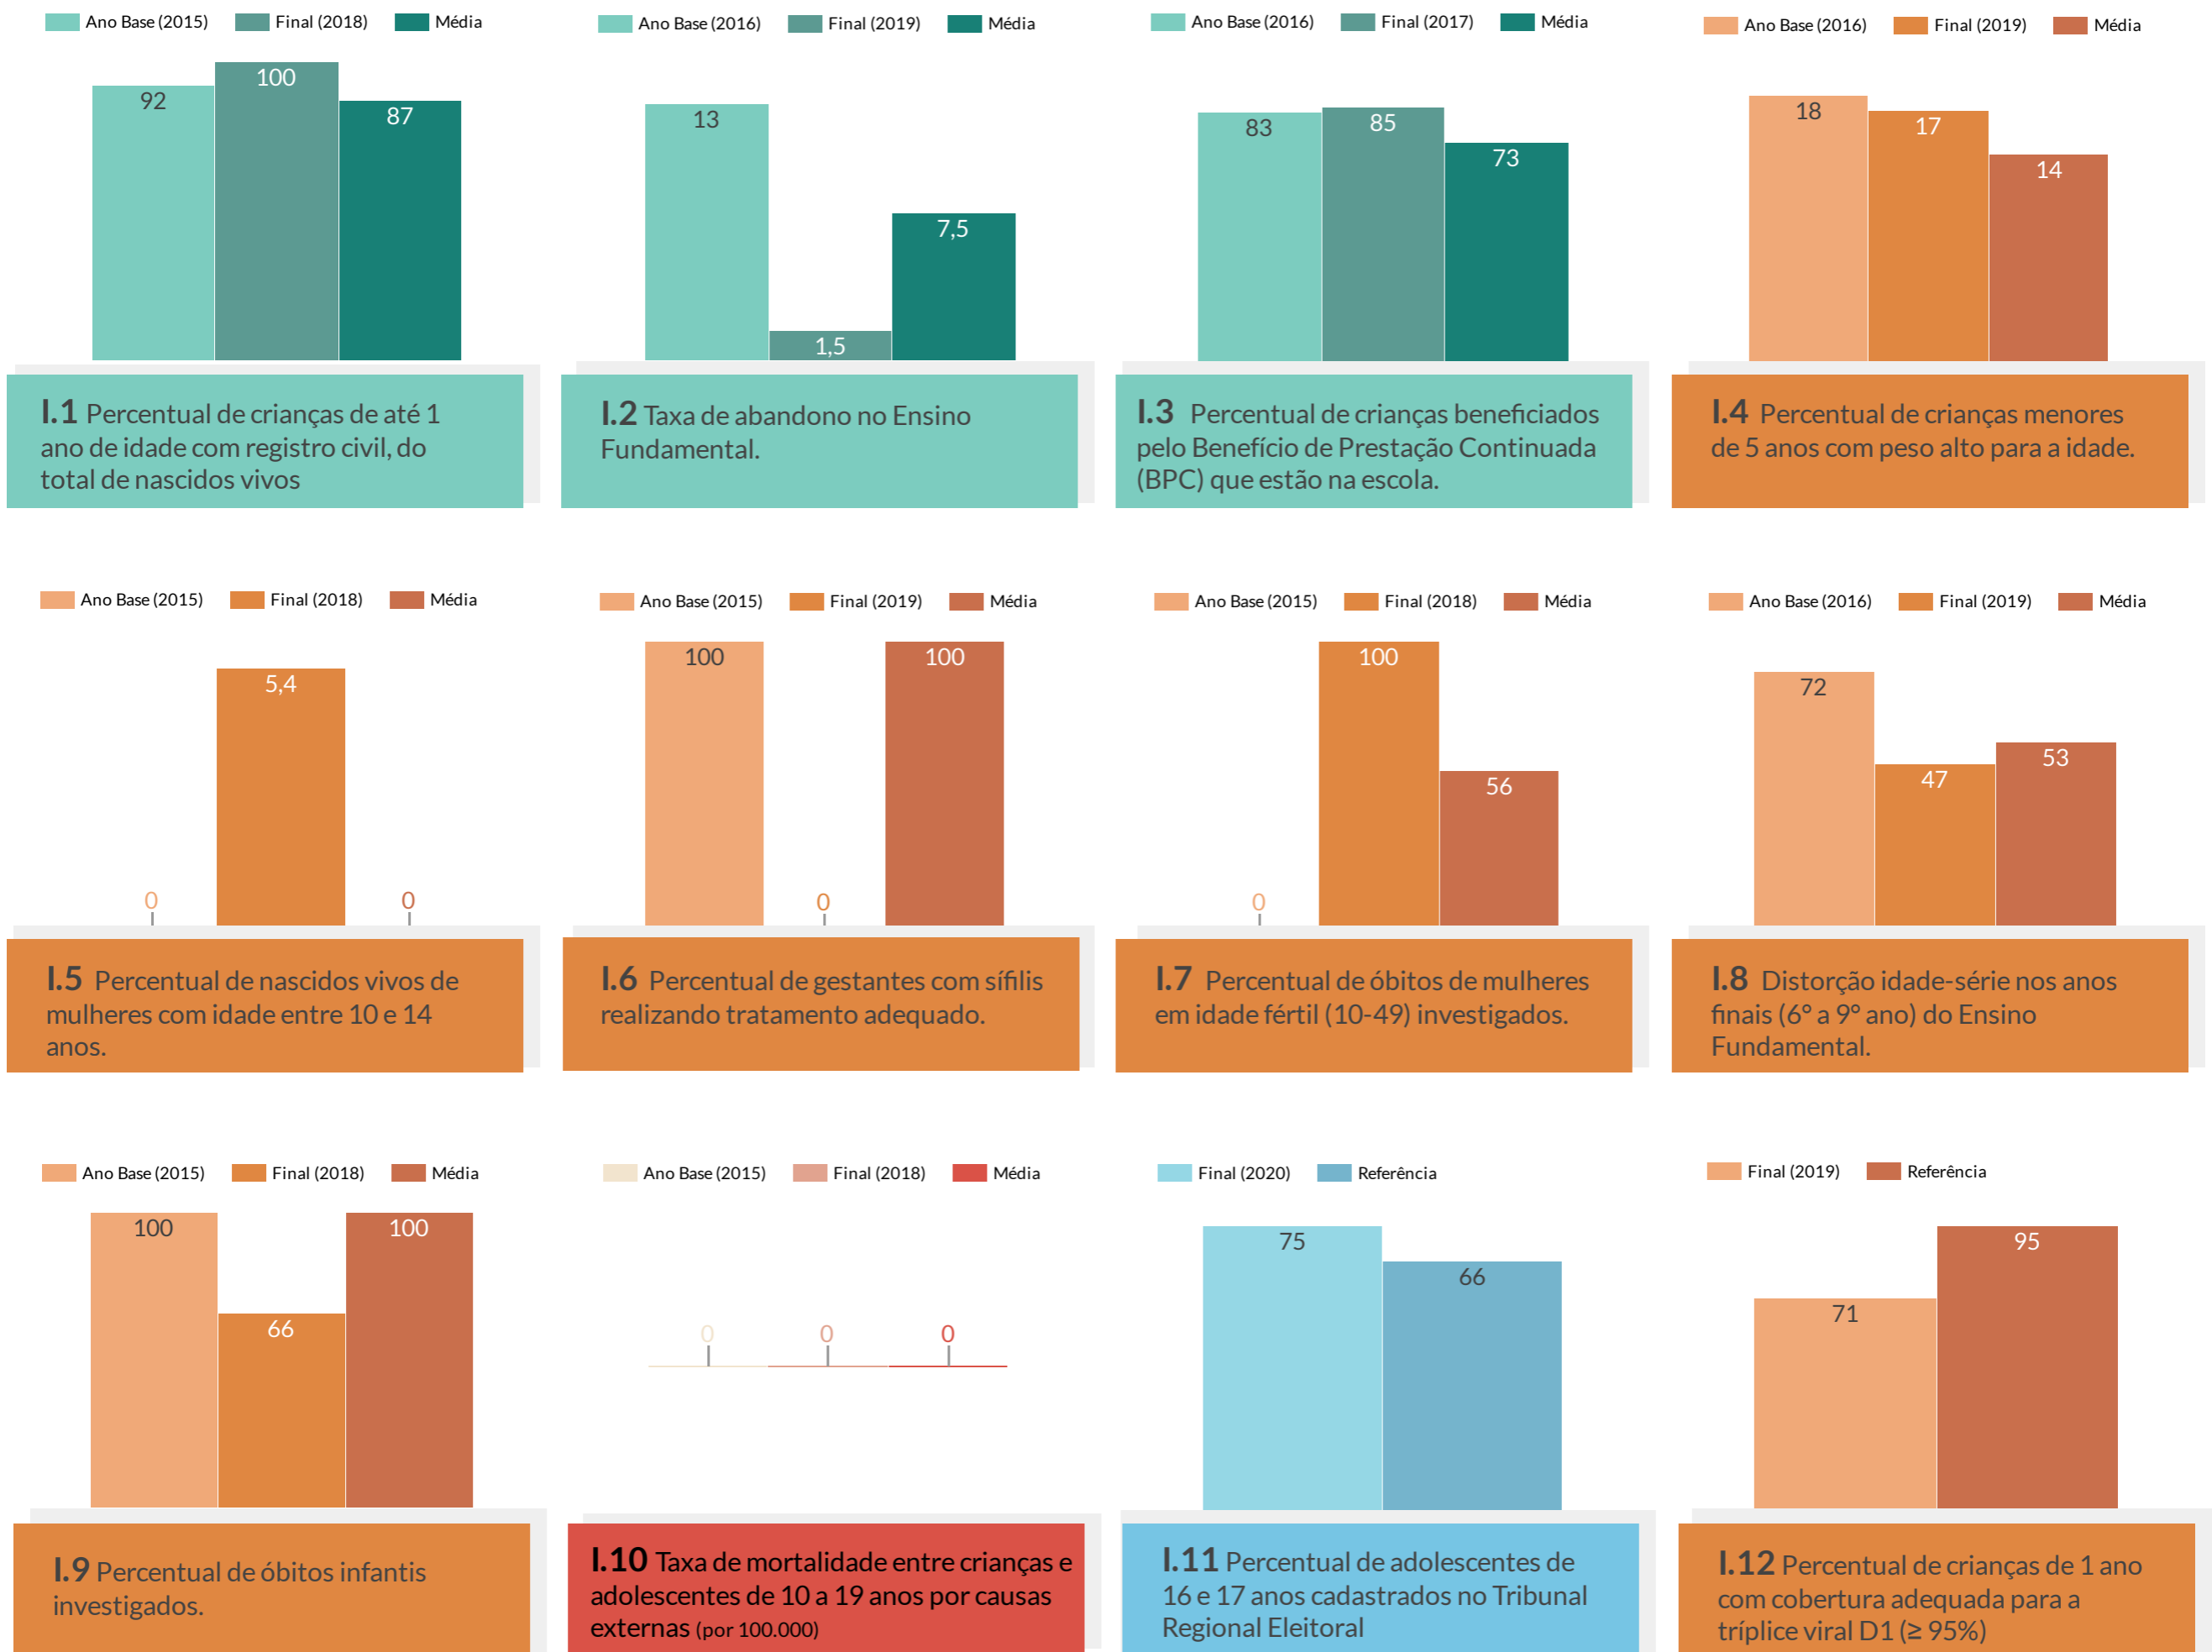 Ano Base (2015) Final (2018) Média
92
100
87
I.1 Percentual de crianças de até 1
ano de idade com registro civil, do
total de nascidos vivos
Ano Base (2016) Final (2019) Média
13
1,5
7,5
I.2 Taxa de abandono no Ensino
Fundamental.
Ano Base (2016) Final (2017) Média
83
85
73
I.3 Percentual de crianças beneficiados
pelo Benefício de Prestação Continuada
(BPC) que estão na escola.
Ano Base (2016) Final (2019) Média
18
17
14
I.4 Percentual de crianças menores
de 5 anos com peso alto para a idade.
Ano Base (2015) Final (2018) Média
0
5,4
0
I.5 Percentual de nascidos vivos de
mulheres com idade entre 10 e 14
anos.
Ano Base (2015) Final (2019) Média
100
0
100
I.6 Percentual de gestantes com sífilis
realizando tratamento adequado.
Ano Base (2015) Final (2018) Média
0
100
56
I.7 Percentual de óbitos de mulheres
em idade fértil (10-49) investigados.
Ano Base (2016) Final (2019) Média
72
47
53
I.8 Distorção idade-série nos anos
finais (6º a 9º ano) do Ensino
Fundamental.
Ano Base (2015) Final (2018) Média
100
66
100
I.9 Percentual de óbitos infantis
investigados.
Ano Base (2015) Final (2018) Média
0
0
0
I.10 Taxa de mortalidade entre crianças e
adolescentes de 10 a 19 anos por causas
externas (por 100.000)
Final (2020) Referência
75
66
I.11 Percentual de adolescentes de
16 e 17 anos cadastrados no Tribunal
Regional Eleitoral
Final (2019) Referência
71
95
I.12 Percentual de crianças de 1 ano
com cobertura adequada para a
tríplice viral D1 (≥ 95%)